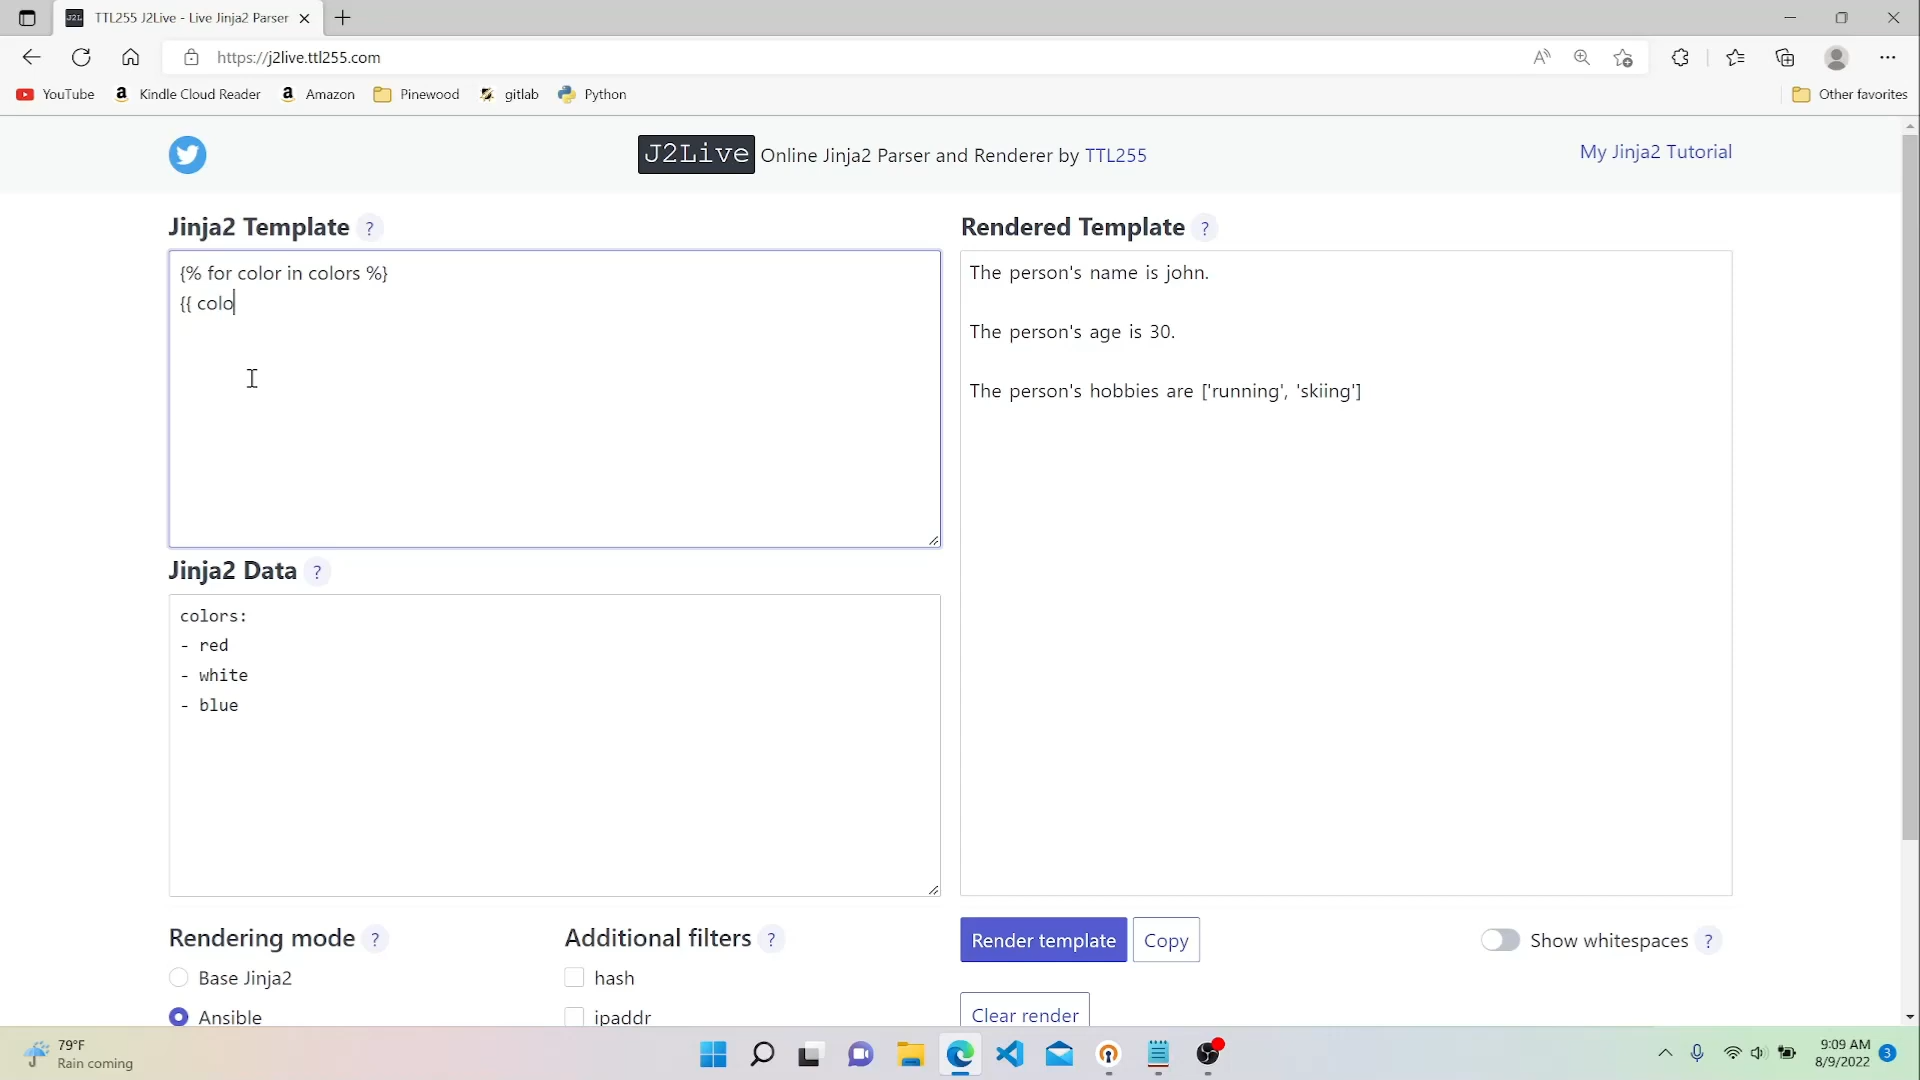 J2L TTL255 J2Live - Live Jinja2 Parser
https://j2live.ttl255.com
YouTube Kindle Cloud Reader Amazon Pinewood gitlab Python Other favorites
J2Live Online Jinja2 Parser and Renderer by TTL255
My Jinja2 Tutorial
Jinja2 Template ?
{% for color in colors %}
{{ colo
Rendered Template ?
The person's name is john.
The person's age is 30.
The person's hobbies are ['running', 'skiing']
Jinja2 Data ?
colors:
- red
- white
- blue
Rendering mode ?
Base Jinja2
Ansible
Additional filters ?
hash
ipaddr
Render template Copy
Show whitespaces ?
Clear render
79°F
Rain coming
9:09 AM
8/9/2022 3